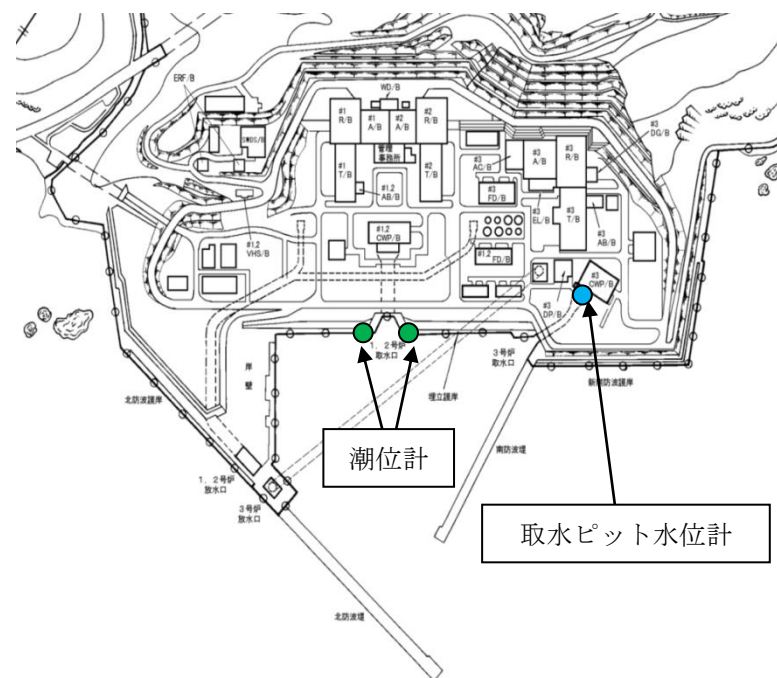 ERF/B
SWBS/B
WD/B
#1
R/B
#1
A/B
#2
A/B
#2
R/B
管理
事務所
#1
T/B
#1,2
AB/B
#2
T/B
#3
DG/B
#3
R/B
#3
A/B
#3
AC/B
#3
FD/B
#3
EL/B
#3
T/B
#3
AB/B
#1,2
VHS/B
#1,2
CWP/B
#1,2
FD/B
#3
CWP/B
#3
DP/B
1，2号炉
取水口
3号炉
取水口
埋立護岸
新開防波護岸
北防波護岸
岸壁
潮位計
取水ピット水位計
南防波堤
1．2号炉
放水口
3号炉
放水口
北防波堤